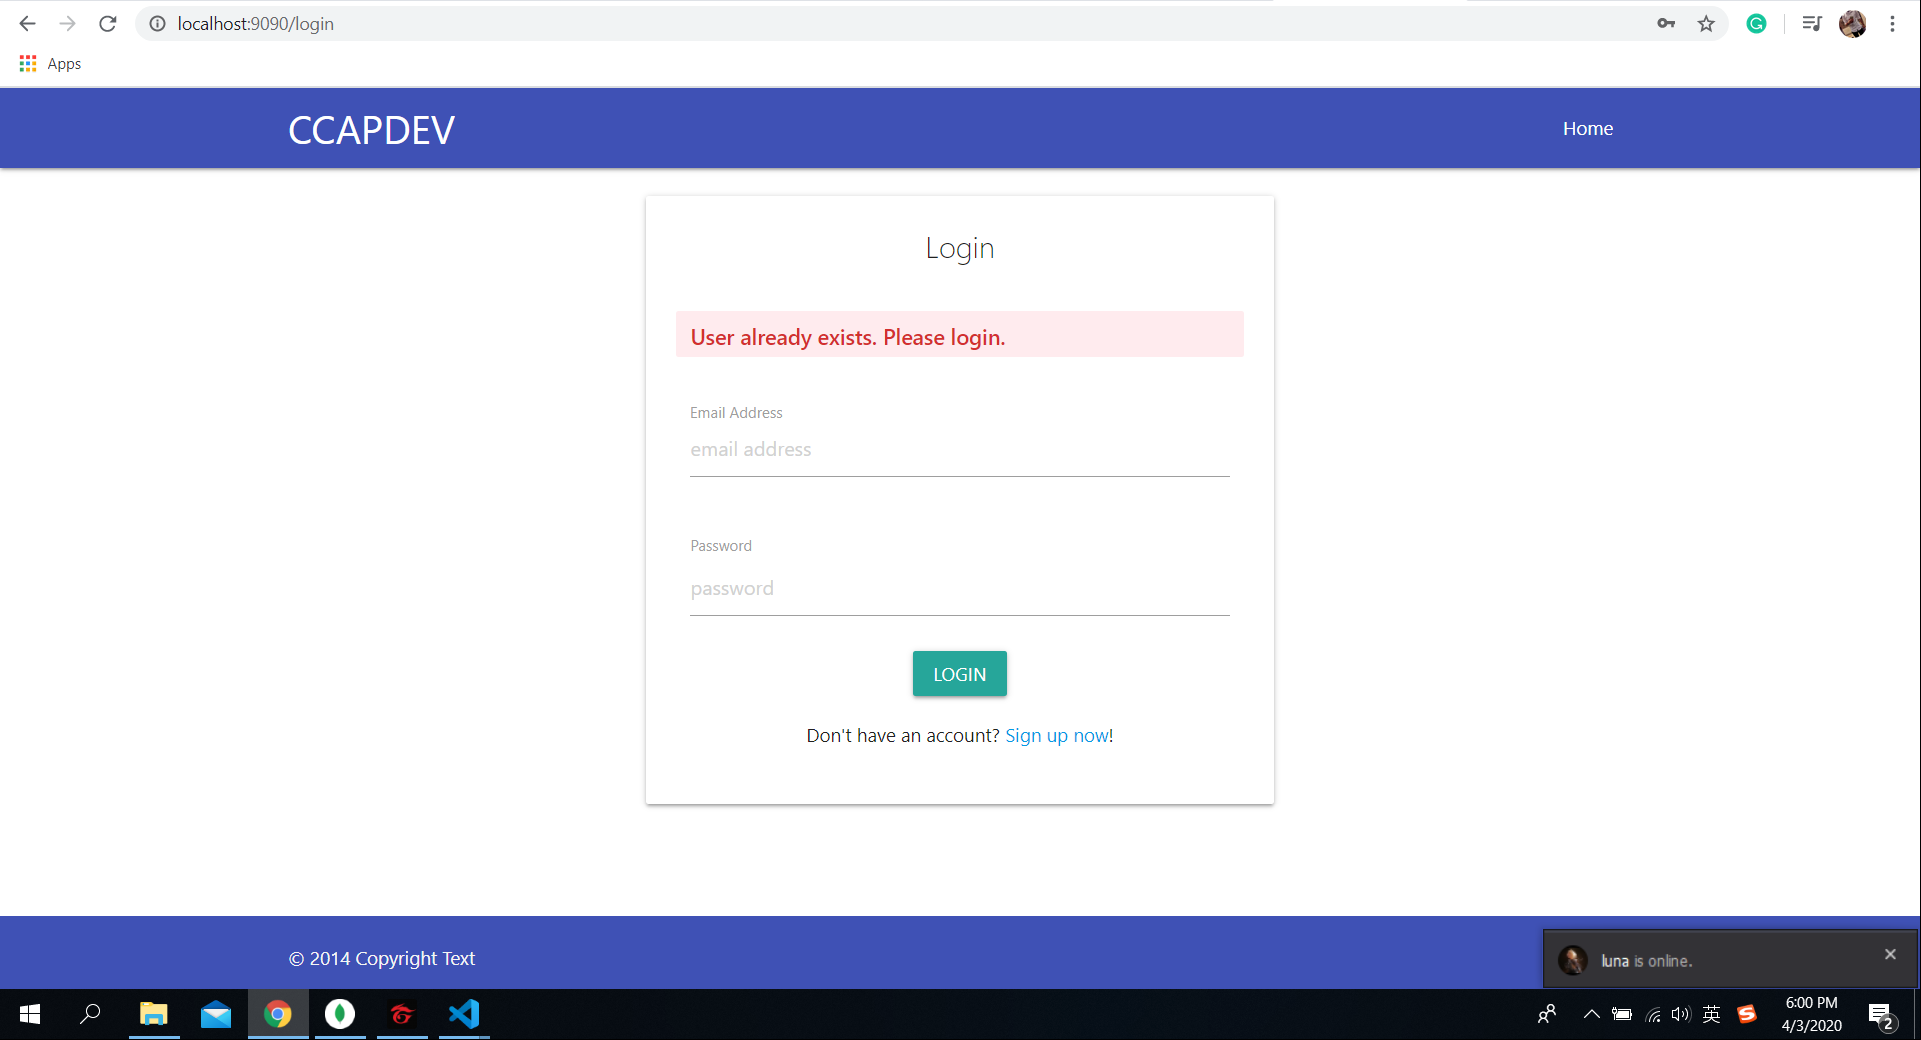 localhost:9090/login
Apps
CCAPDEV
Home
Login
User already exists. Please login.
Email Address
email address
Password
password
LOGIN
Don't have an account? Sign up now!
© 2014 Copyright Text
luna is online.
英
6:00 PM
4/3/2020
2